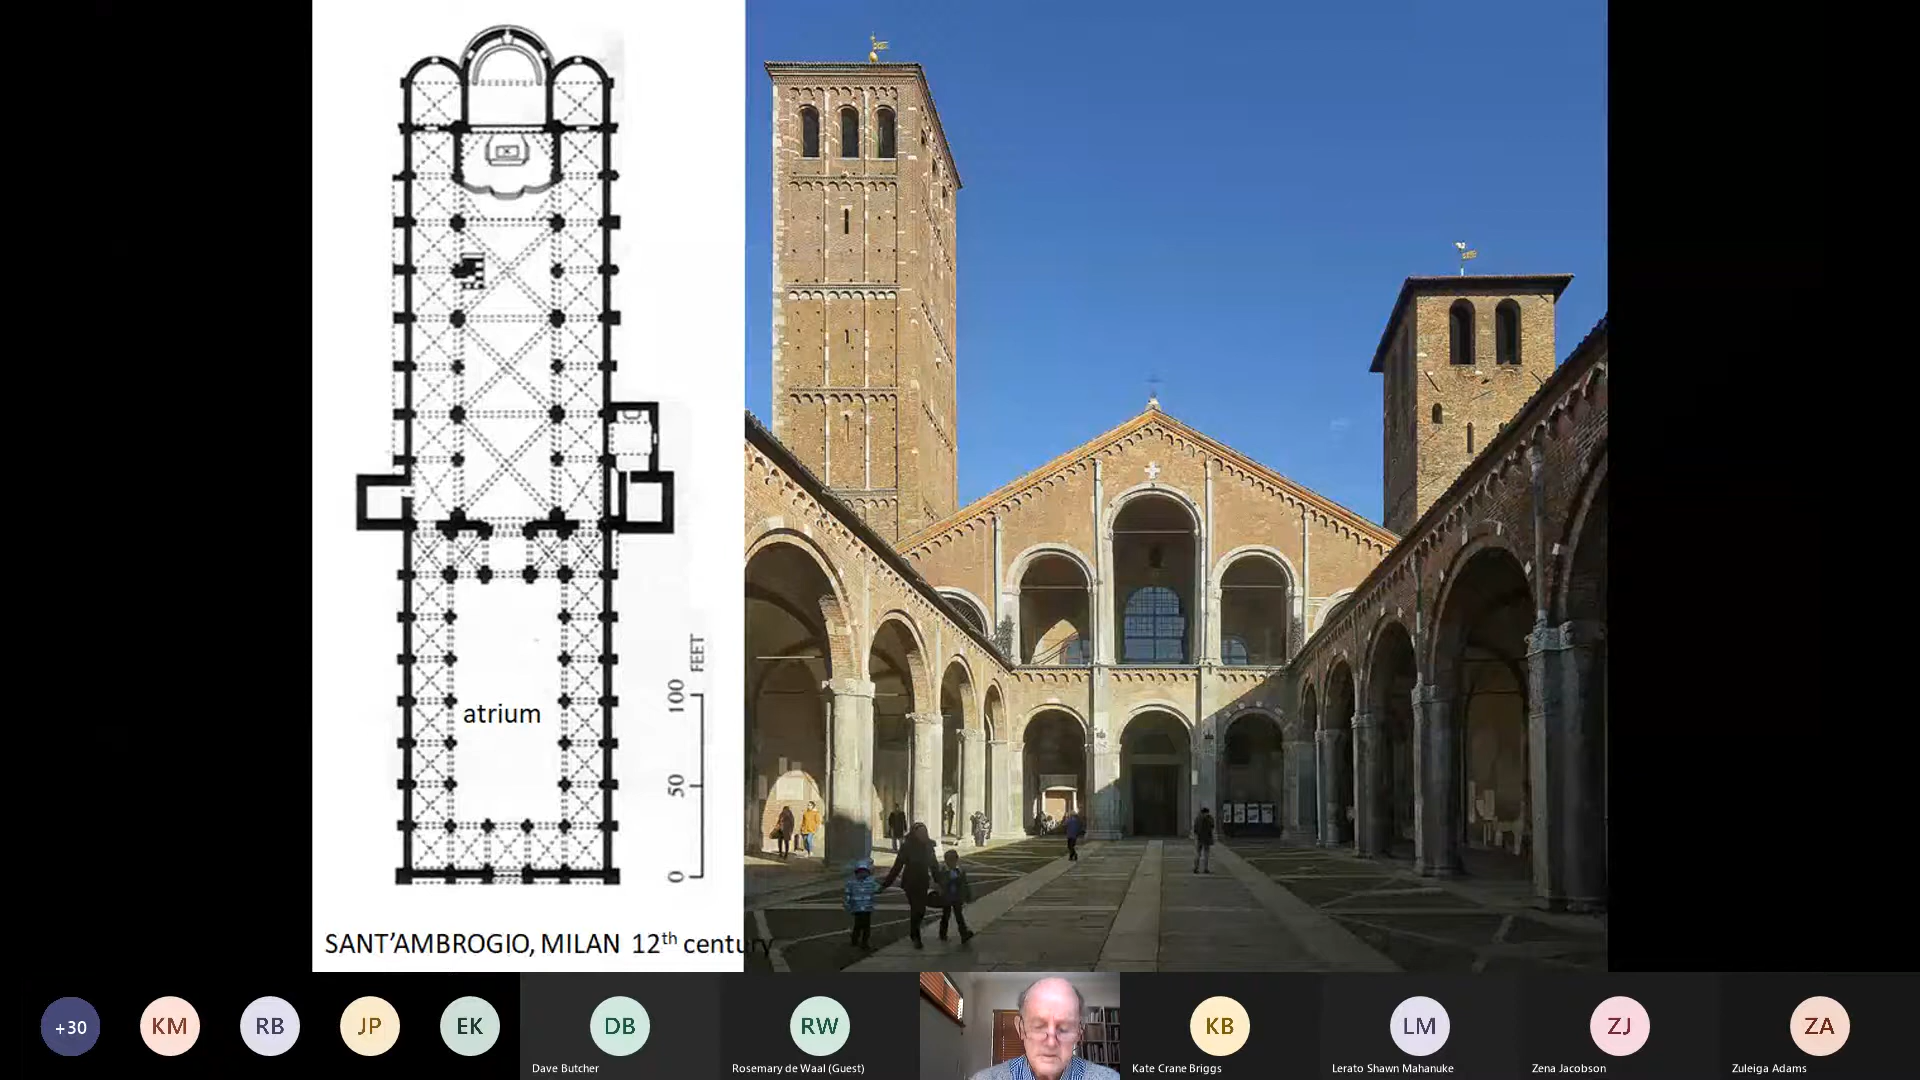 FEET
100
50
0
atrium
SANT'AMBROGIO, MILAN 12th century
+30
KM
RB
JP
EK
DB
Dave Butcher
RW
Rosemary de Waal (Guest)
KB
Kate Crane Briggs
LM
Lerato Shawn Mahanuke
ZJ
Zena Jacobson
ZA
Zuleiga Adams